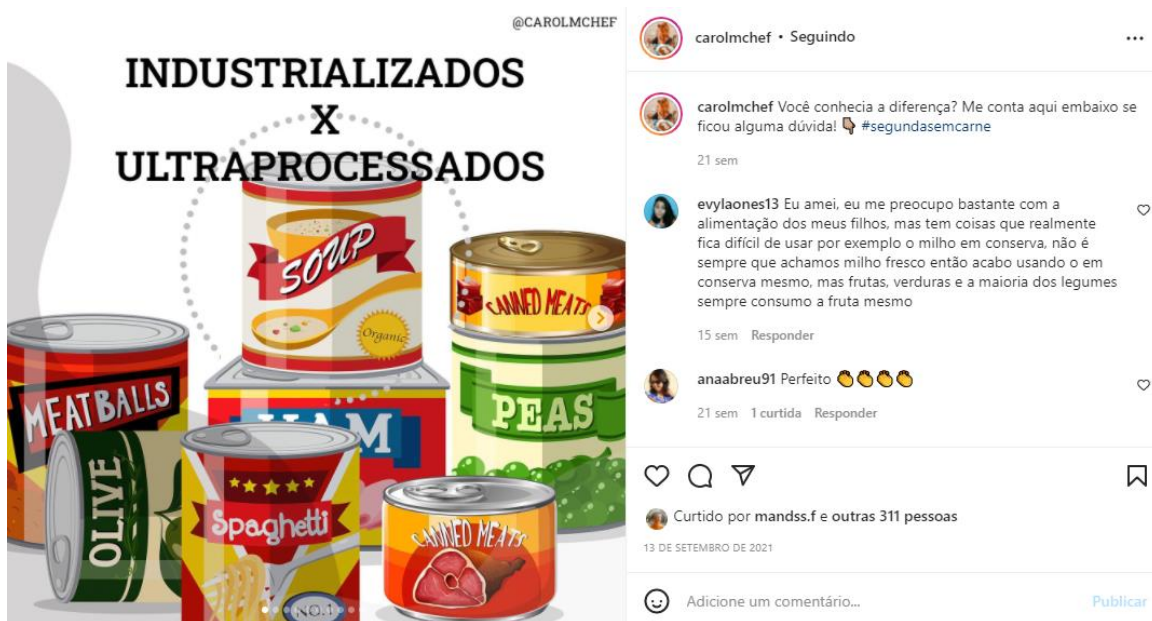 @CAROLMCHEF
INDUSTRIALIZADOS
X
ULTRAPROCESSADOS
SOUP
Organic
CANNED MEATS
MEATBALLS
HAM
PEAS
OLIVE
Spaghetti
NO.1
CANNED MEATS
carolmchef • Seguindo
carolmchef Você conhecia a diferença? Me conta aqui embaixo se
ficou alguma dúvida! 👇🏽 #segundasemcarne
21 sem
evylaones13 Eu amei, eu me preocupo bastante com a
alimentação dos meus filhos, mas tem coisas que realmente
fica difícil de usar por exemplo o milho em conserva, não é
sempre que achamos milho fresco então acabo usando o em
conserva mesmo, mas frutas, verduras e a maioria dos legumes
sempre consumo a fruta mesmo
15 sem Responder
anaabreu91 Perfeito 👏👏👏👏
21 sem 1 curtida Responder
Curtido por mandss.f e outras 311 pessoas
13 DE SETEMBRO DE 2021
Adicione um comentário...
Publicar